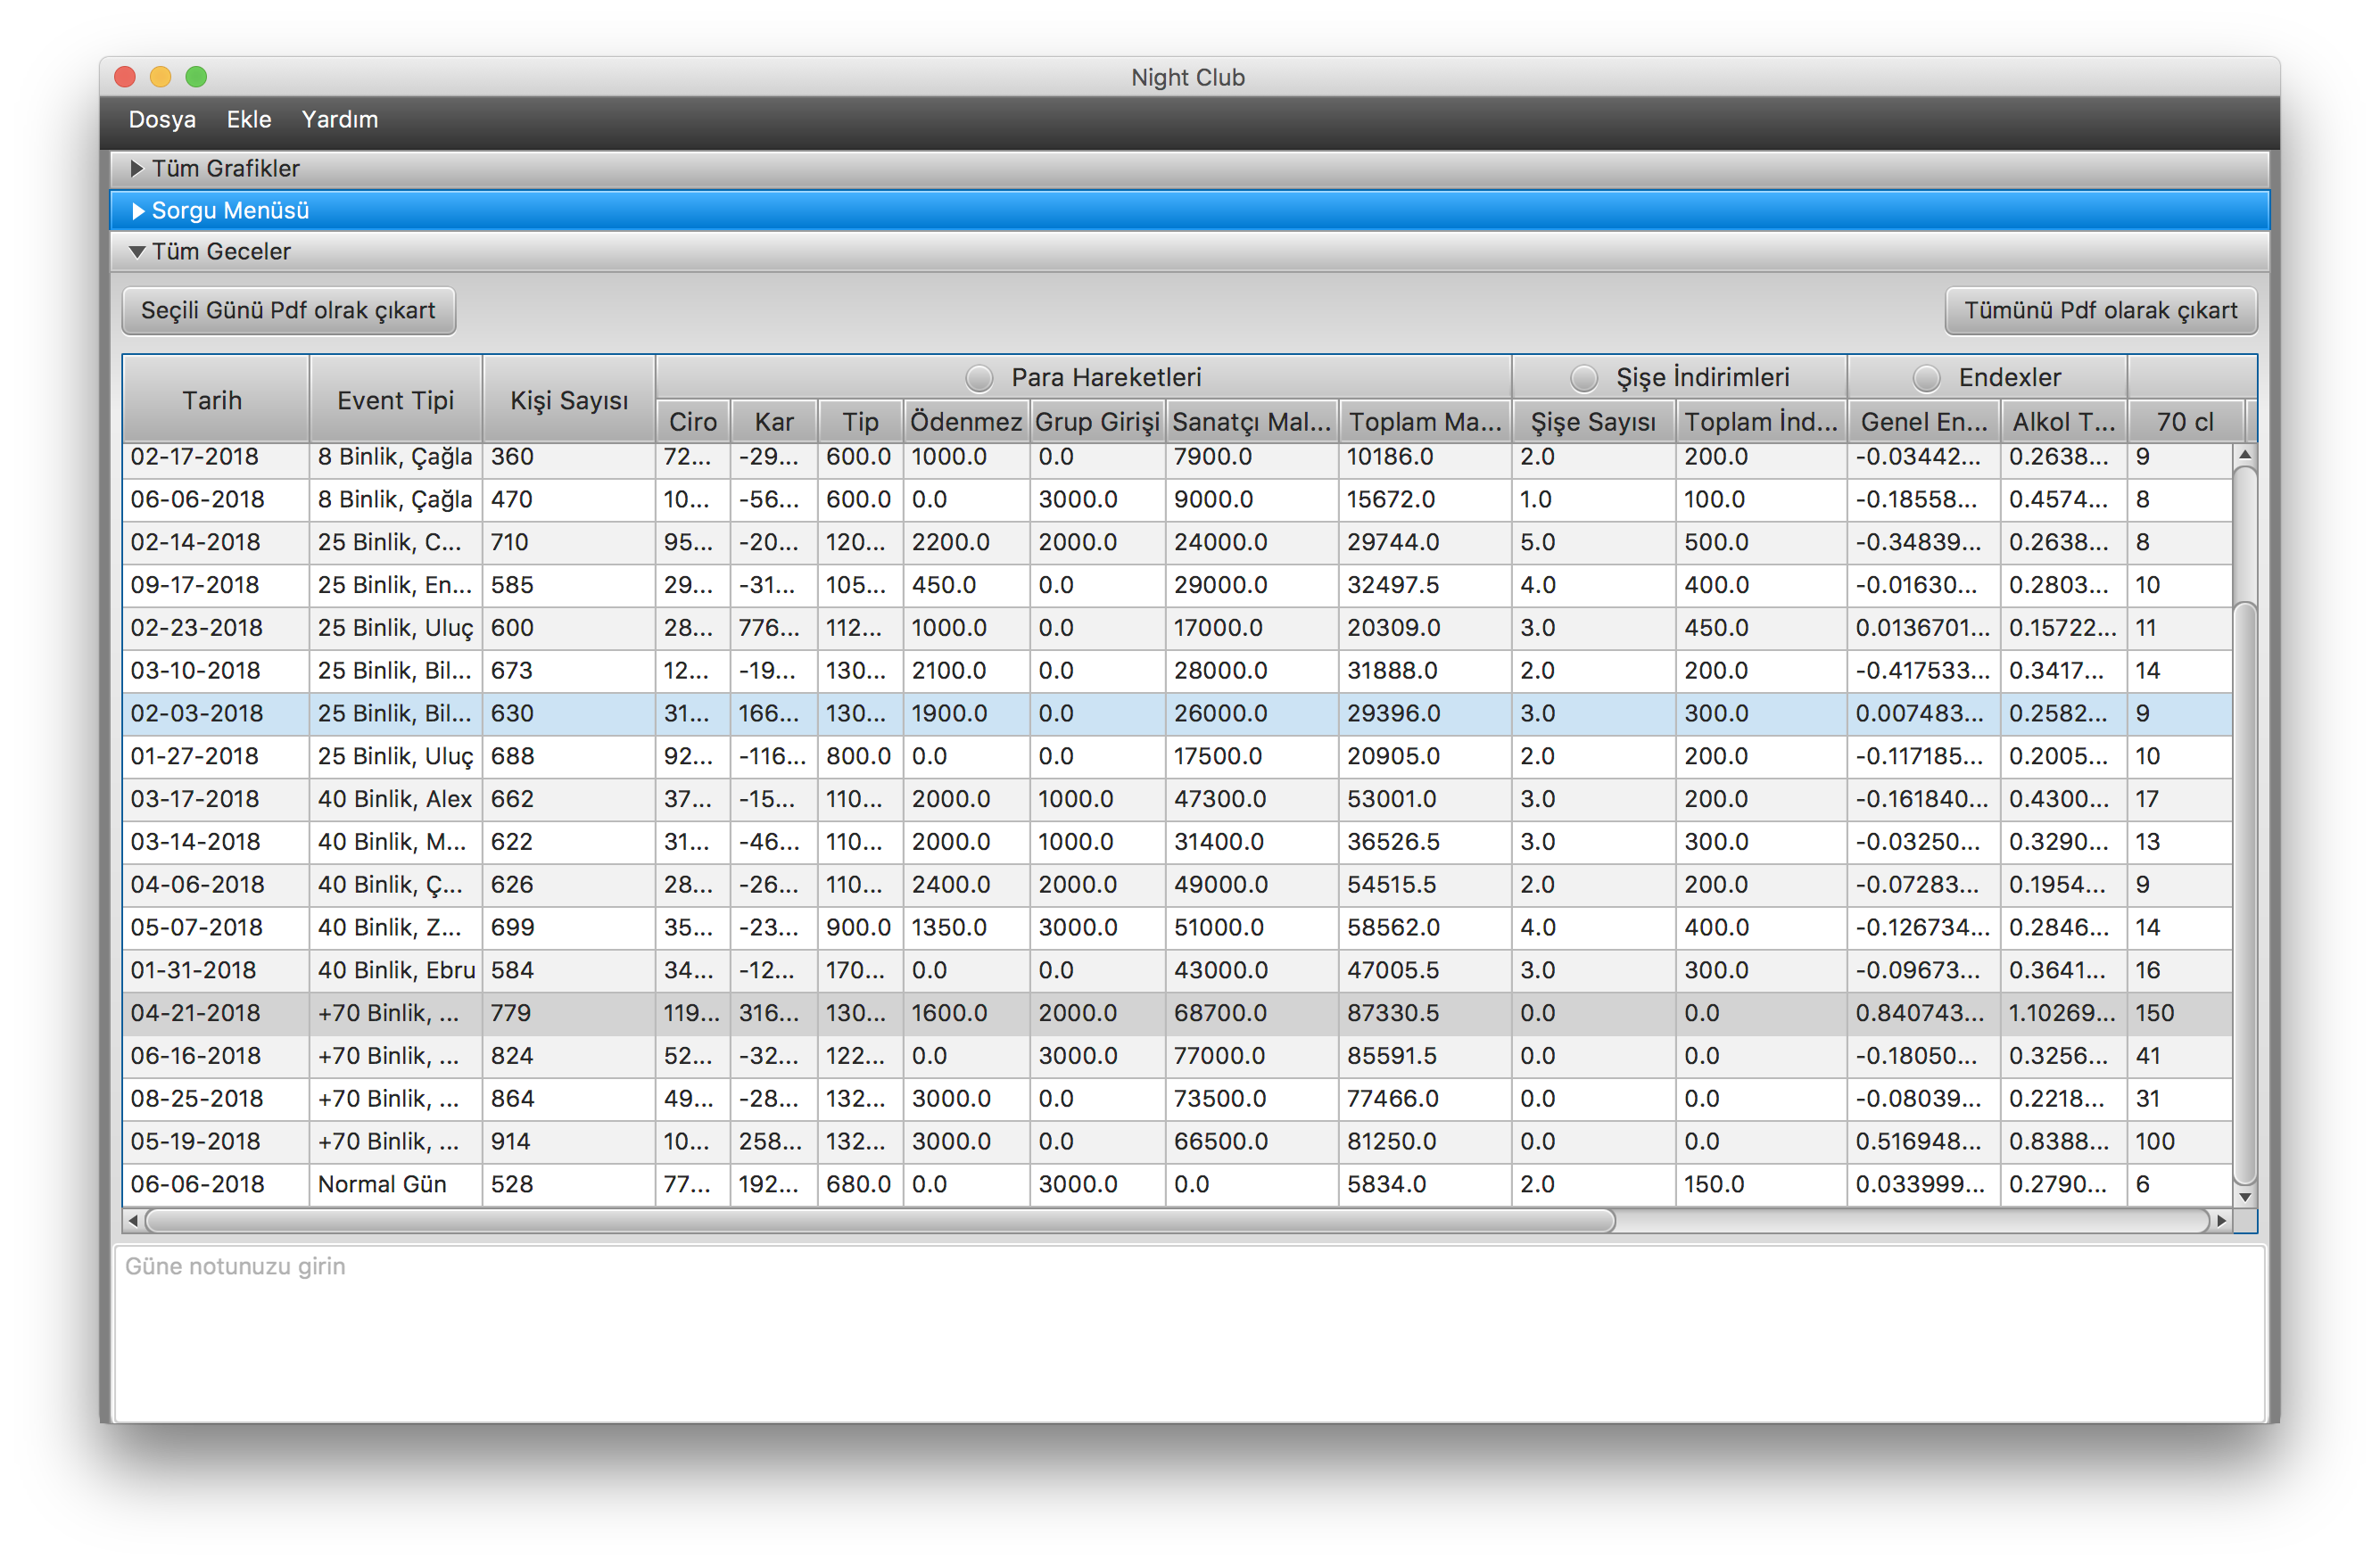 Night Club
Dosya Ekle Yardım
Tüm Grafikler
Sorgu Menüsü
Tüm Geceler
Seçili Günü Pdf olrak çıkart Tümünü Pdf olarak çıkart
Tarih Event Tipi Kişi Sayısı Para Hareketleri Şişe İndirimleri Endexler
Ciro Kar Tip Ödenmez Grup Girişi Sanatçı Mal... Toplam Ma... Şişe Sayısı Toplam İnd... Genel En... Alkol T... 70 cl
02-17-2018 8 Binlik, Çağla 360 72... -29... 600.0 1000.0 0.0 7900.0 10186.0 2.0 200.0 -0.03442... 0.2638... 9
06-06-2018 8 Binlik, Çağla 470 10... -56... 600.0 0.0 3000.0 9000.0 15672.0 1.0 100.0 -0.18558... 0.4574... 8
02-14-2018 25 Binlik, C... 710 95... -20... 120... 2200.0 2000.0 24000.0 29744.0 5.0 500.0 -0.34839... 0.2638... 8
09-17-2018 25 Binlik, En... 585 29... -31... 105... 450.0 0.0 29000.0 32497.5 4.0 400.0 -0.01630... 0.2803... 10
02-23-2018 25 Binlik, Uluç 600 28... 776... 112... 1000.0 0.0 17000.0 20309.0 3.0 450.0 0.0136701... 0.15722... 11
03-10-2018 25 Binlik, Bil... 673 12... -19... 130... 2100.0 0.0 28000.0 31888.0 2.0 200.0 -0.417533... 0.3417... 14
02-03-2018 25 Binlik, Bil... 630 31... 166... 130... 1900.0 0.0 26000.0 29396.0 3.0 300.0 0.007483... 0.2582... 9
01-27-2018 25 Binlik, Uluç 688 92... -116... 800.0 0.0 0.0 17500.0 20905.0 2.0 200.0 -0.117185... 0.2005... 10
03-17-2018 40 Binlik, Alex 662 37... -15... 110... 2000.0 1000.0 47300.0 53001.0 3.0 200.0 -0.161840... 0.4300... 17
03-14-2018 40 Binlik, M... 622 31... -46... 110... 2000.0 1000.0 31400.0 36526.5 3.0 300.0 -0.03250... 0.3290... 13
04-06-2018 40 Binlik, Ç... 626 28... -26... 110... 2400.0 2000.0 49000.0 54515.5 2.0 200.0 -0.07283... 0.1954... 9
05-07-2018 40 Binlik, Z... 699 35... -23... 900.0 1350.0 3000.0 51000.0 58562.0 4.0 400.0 -0.126734... 0.2846... 14
01-31-2018 40 Binlik, Ebru 584 34... -12... 170... 0.0 0.0 43000.0 47005.5 3.0 300.0 -0.09673... 0.3641... 16
04-21-2018 +70 Binlik, ... 779 119... 316... 130... 1600.0 2000.0 68700.0 87330.5 0.0 0.0 0.840743... 1.10269... 150
06-16-2018 +70 Binlik, ... 824 52... -32... 122... 0.0 3000.0 77000.0 85591.5 0.0 0.0 -0.18050... 0.3256... 41
08-25-2018 +70 Binlik, ... 864 49... -28... 132... 3000.0 0.0 73500.0 77466.0 0.0 0.0 -0.08039... 0.2218... 31
05-19-2018 +70 Binlik, ... 914 10... 258... 132... 3000.0 0.0 66500.0 81250.0 0.0 0.0 0.516948... 0.8388... 100
06-06-2018 Normal Gün 528 77... 192... 680.0 0.0 3000.0 0.0 5834.0 2.0 150.0 0.033999... 0.2790... 6
Güne notunuzu girin